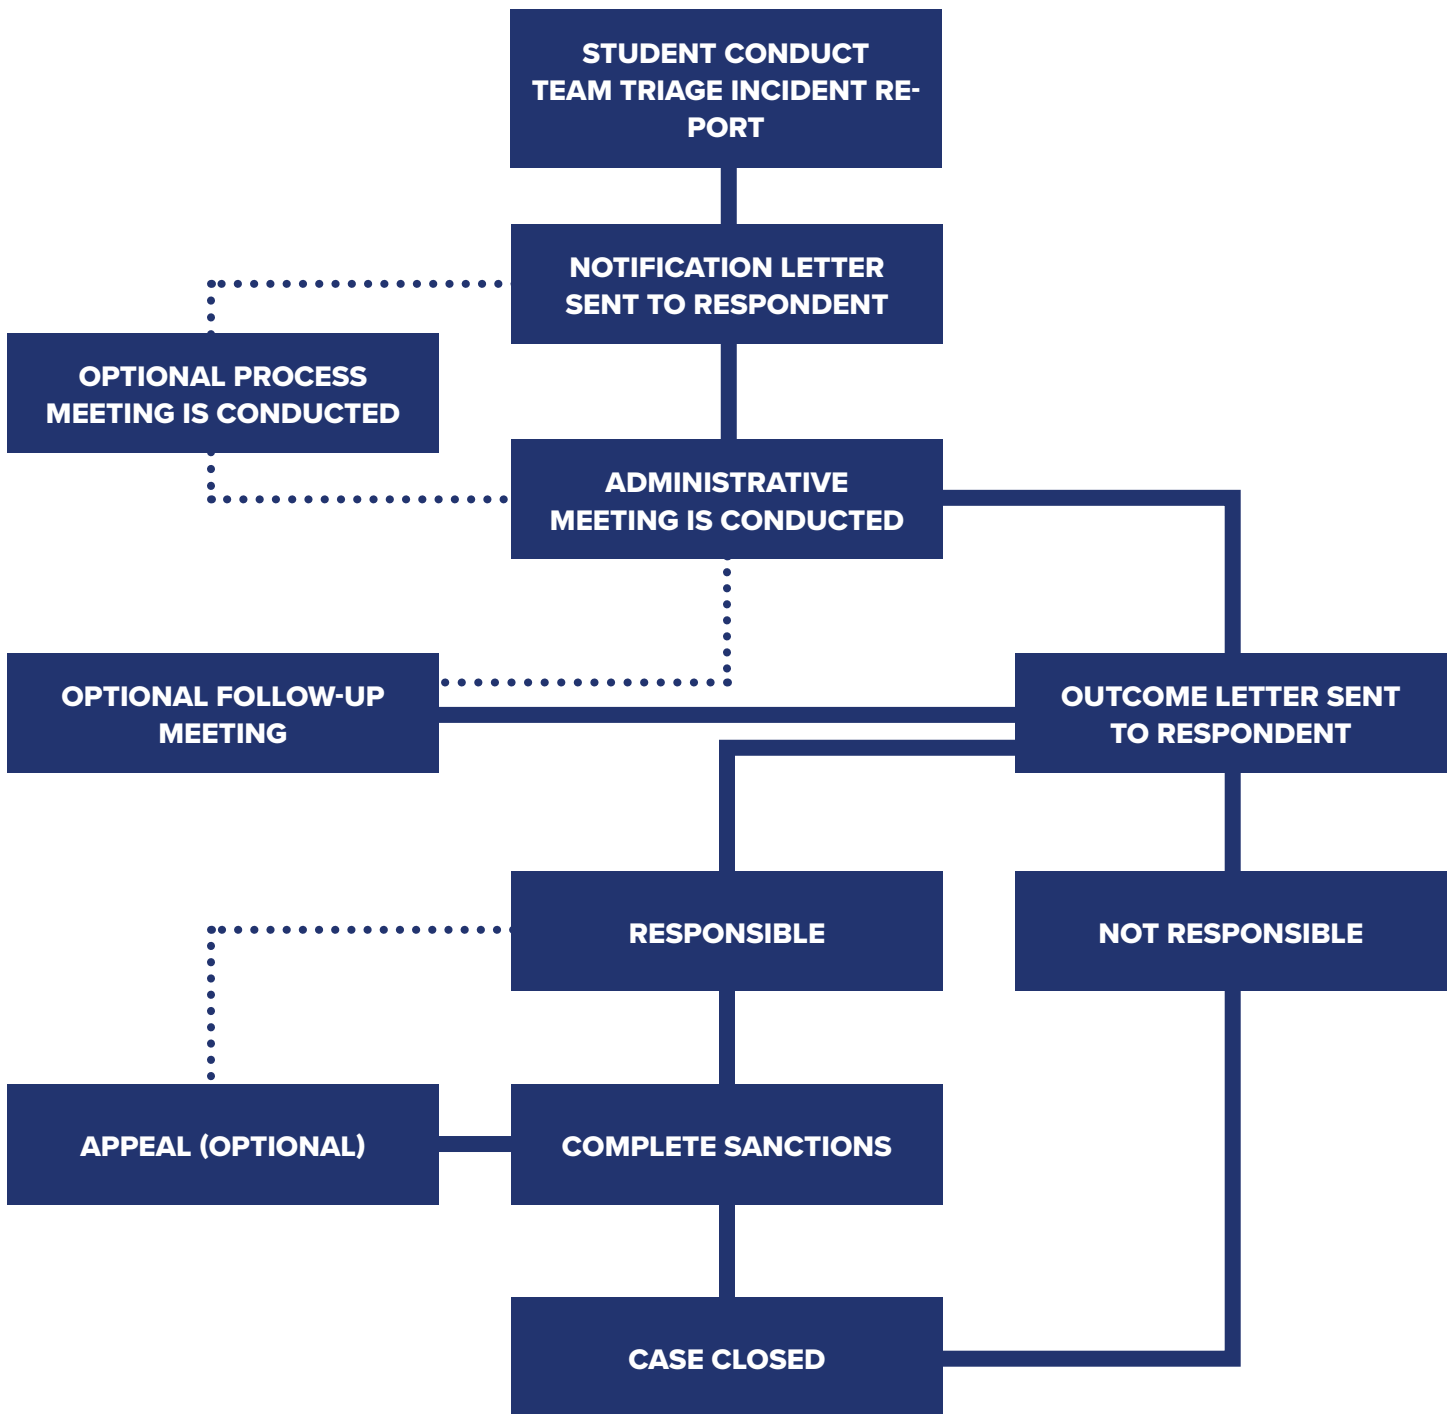 STUDENT CONDUCT
TEAM TRIAGE INCIDENT RE-
PORT
NOTIFICATION LETTER
SENT TO RESPONDENT
OPTIONAL PROCESS
MEETING IS CONDUCTED
ADMINISTRATIVE
MEETING IS CONDUCTED
OPTIONAL FOLLOW-UP
MEETING
OUTCOME LETTER SENT
TO RESPONDENT
RESPONSIBLE
NOT RESPONSIBLE
APPEAL (OPTIONAL)
COMPLETE SANCTIONS
CASE CLOSED